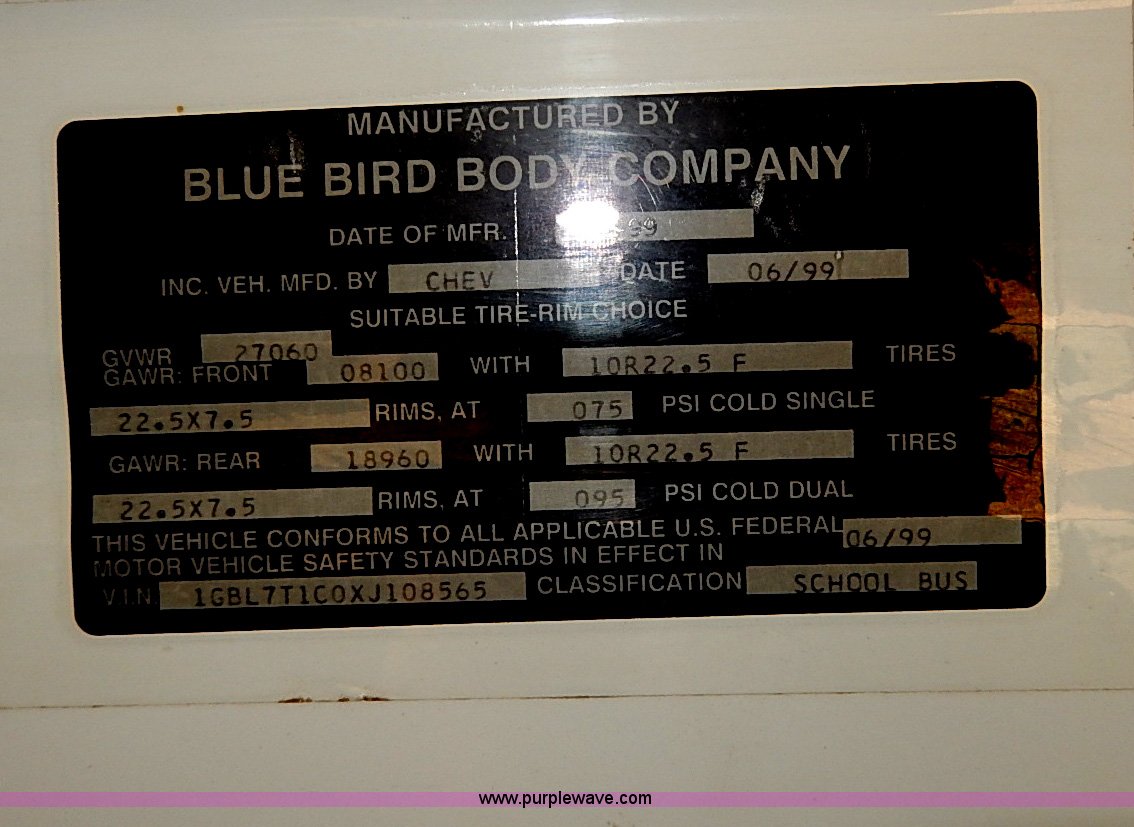 MANUFACTURED BY
BLUE BIRD BODY COMPANY
DATE OF MFR. 99
INC. VEH. MFD. BY CHEV DATE 06/99
SUITABLE TIRE-RIM CHOICE
GVWR 27060
GAWR: FRONT 08100 WITH 10R22.5 F TIRES
22.5X7.5 RIMS, AT 075 PSI COLD SINGLE
GAWR: REAR 18960 WITH 10R22.5 F TIRES
22.5X7.5 RIMS, AT 095 PSI COLD DUAL
THIS VEHICLE CONFORMS TO ALL APPLICABLE U.S. FEDERAL 06/99
MOTOR VEHICLE SAFETY STANDARDS IN EFFECT IN
V.I.N 1GBL7T1C0XJ108565 CLASSIFICATION SCHOOL BUS
www.purplewave.com